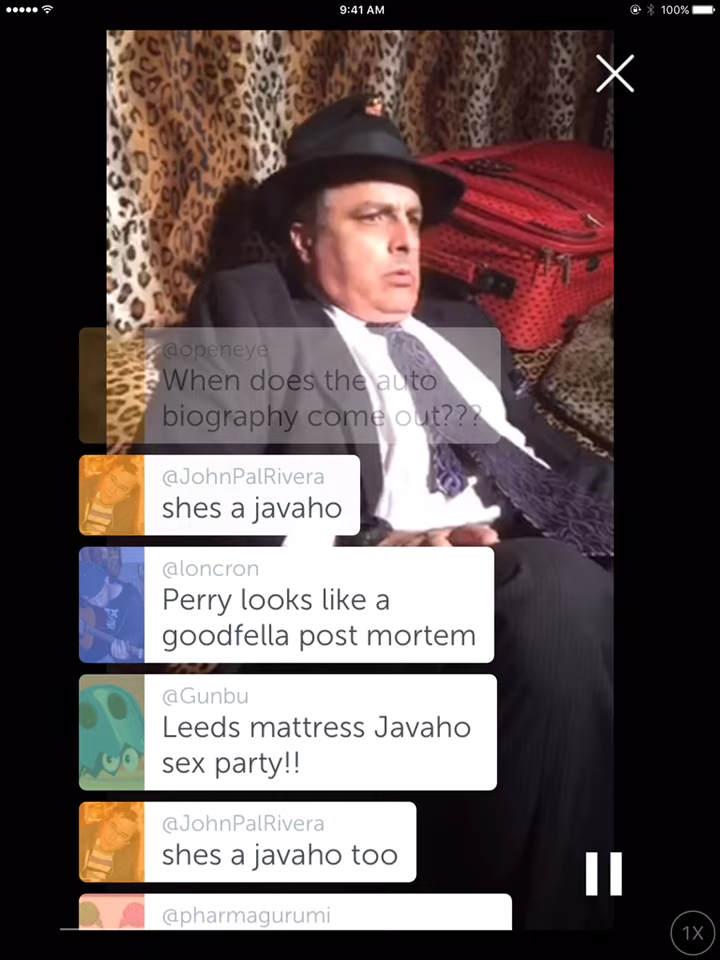 9:41 AM
100%
@openeye
When does the auto
biography come out???
@JohnPalRivera
shes a javaho
@loncron
Perry looks like a
goodfella post mortem
@Gunbu
Leeds mattress Javaho
sex party!!
@JohnPalRivera
shes a javaho too
@pharmagurumi
1X